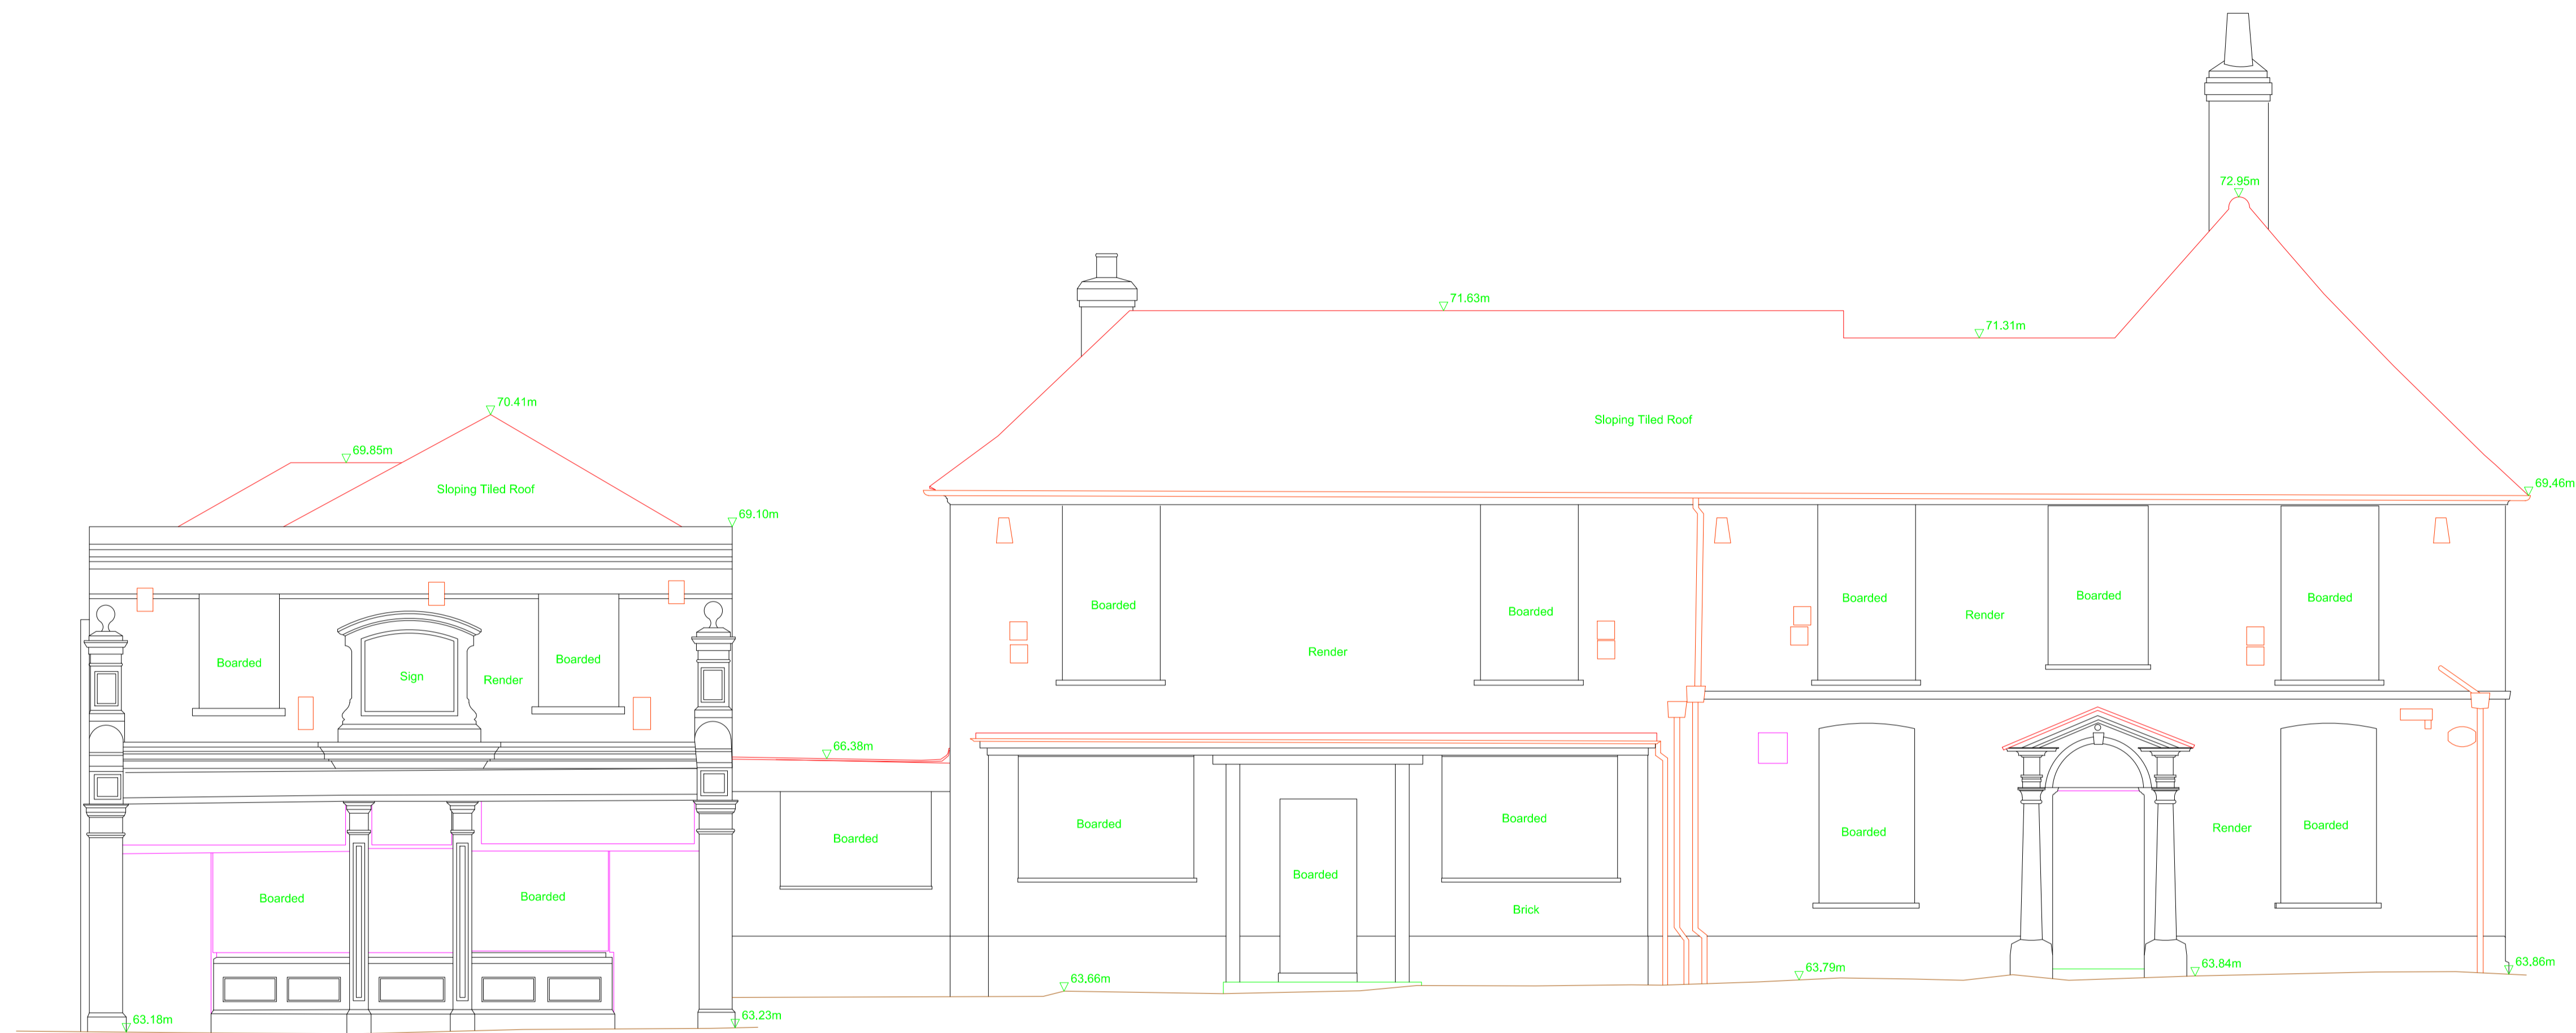 72.95m
71.63m
71.31m
70.41m
69.85m
Sloping Tiled Roof
Sloping Tiled Roof
69.46m
69.10m
Boarded
Boarded
Boarded
Boarded
Boarded
Render
Render
Boarded
Sign
Render
Boarded
66.38m
Boarded
Boarded
Boarded
Boarded
Render
Boarded
Boarded
Boarded
Boarded
Brick
63.66m
63.79m
63.84m
63.86m
63.18m
63.23m